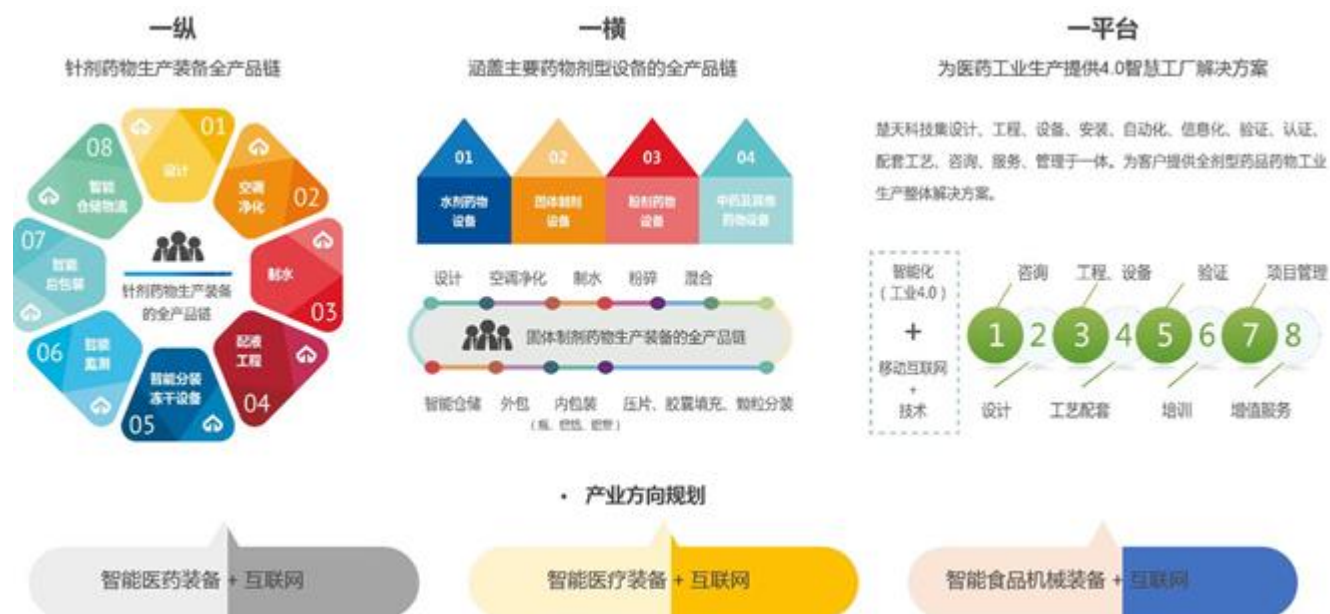 一纵
针剂药物生产装备全产品链
01
设计
02
空调
净化
03
制水
04
配液
工程
05
智能分装
冻干设备
06
智能
监测
07
智能
后包装
08
智能
仓储物流
针剂药物生产装备
的全产品链
一横
涵盖主要药物剂型设备的全产品链
01
水剂药物
设备
02
固体制剂
设备
03
粉剂药物
设备
04
中药及其他
药物设备
设计 空调净化 制水 粉碎 混合
固体制剂药物生产装备的全产品链
智能仓储 外包 内包装 压片、胶囊填充、颗粒分装
一平台
为医药工业生产提供4.0智慧工厂解决方案
楚天科技集设计、工程、设备、安装、自动化、信息化、验证、认证、
配套工艺、咨询、服务、管理于一体。为客户提供全剂型药品药物工业
生产整体解决方案。
智能化
（工业4.0）
+
移动互联网
+
技术
咨询 工程、设备 验证 项目管理
1 2 3 4 5 6 7 8
设计 工艺配套 培训 增值服务
• 产业方向规划
智能医药装备 + 互联网
智能医疗装备 + 互联网
智能食品机械装备 + 互联网